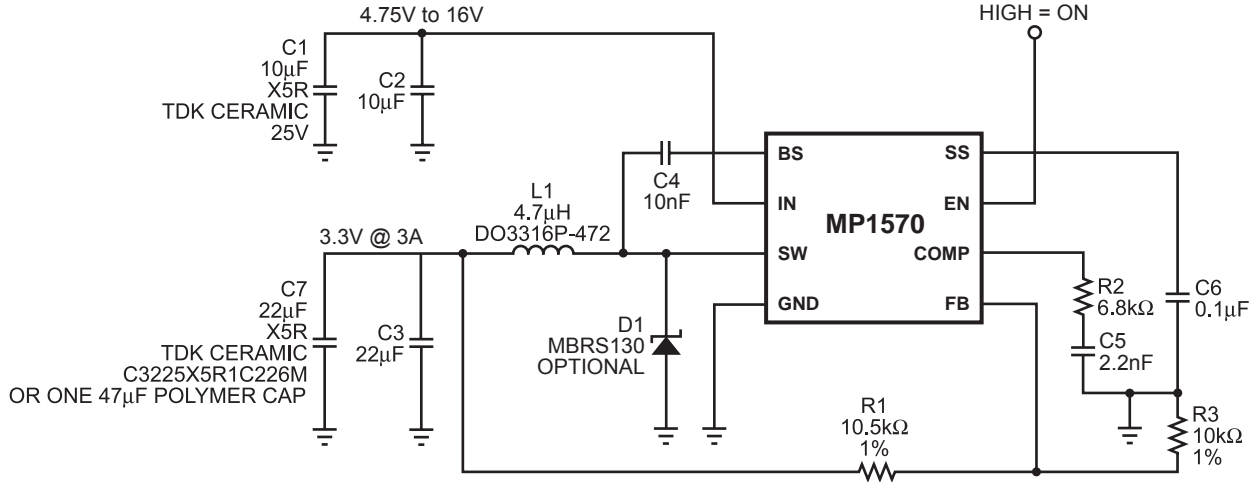 4.75V to 16V
HIGH = ON
C1
10µF
X5R
TDK CERAMIC
25V
C2
10µF
C4
10nF
BS
IN
SW
GND
MP1570
SS
EN
COMP
FB
L1
4.7µH
DO3316P-472
3.3V @ 3A
C7
22µF
X5R
TDK CERAMIC
C3225X5R1C226M
OR ONE 47µF POLYMER CAP
C3
22µF
D1
MBRS130
OPTIONAL
R2
6.8kΩ
C5
2.2nF
C6
0.1µF
R1
10.5kΩ
1%
R3
10kΩ
1%